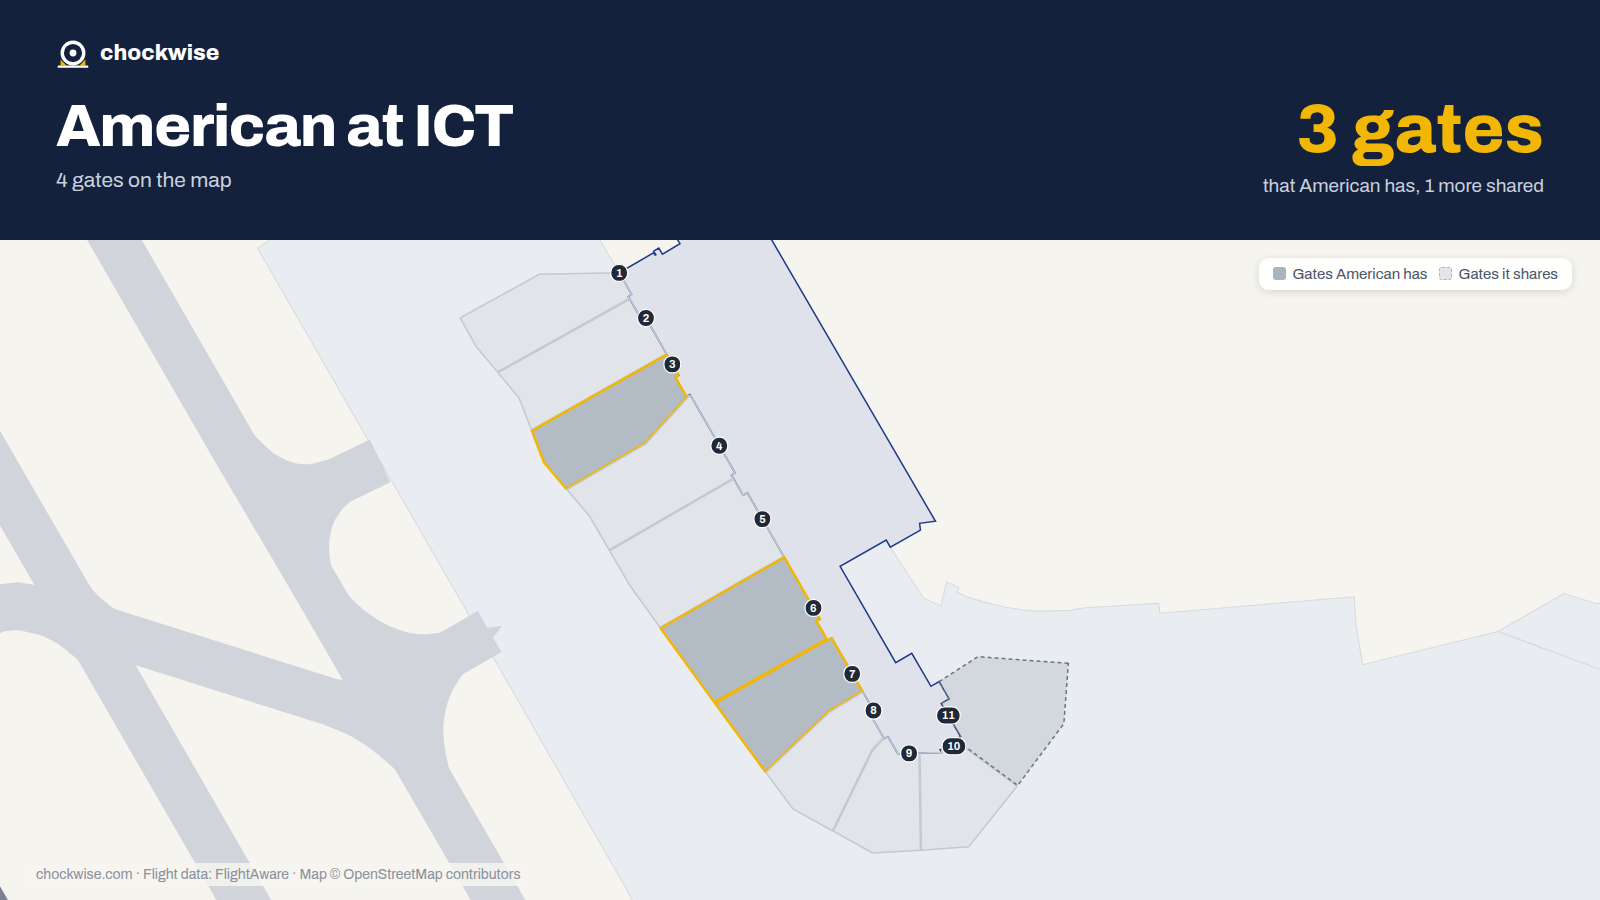 chockwise
American at ICT
4 gates on the map
3 gates
that American has, 1 more shared
Gates American has
Gates it shares
1
2
3
4
5
6
7
8
9
10
11
chockwise.com · Flight data: FlightAware · Map © OpenStreetMap contributors